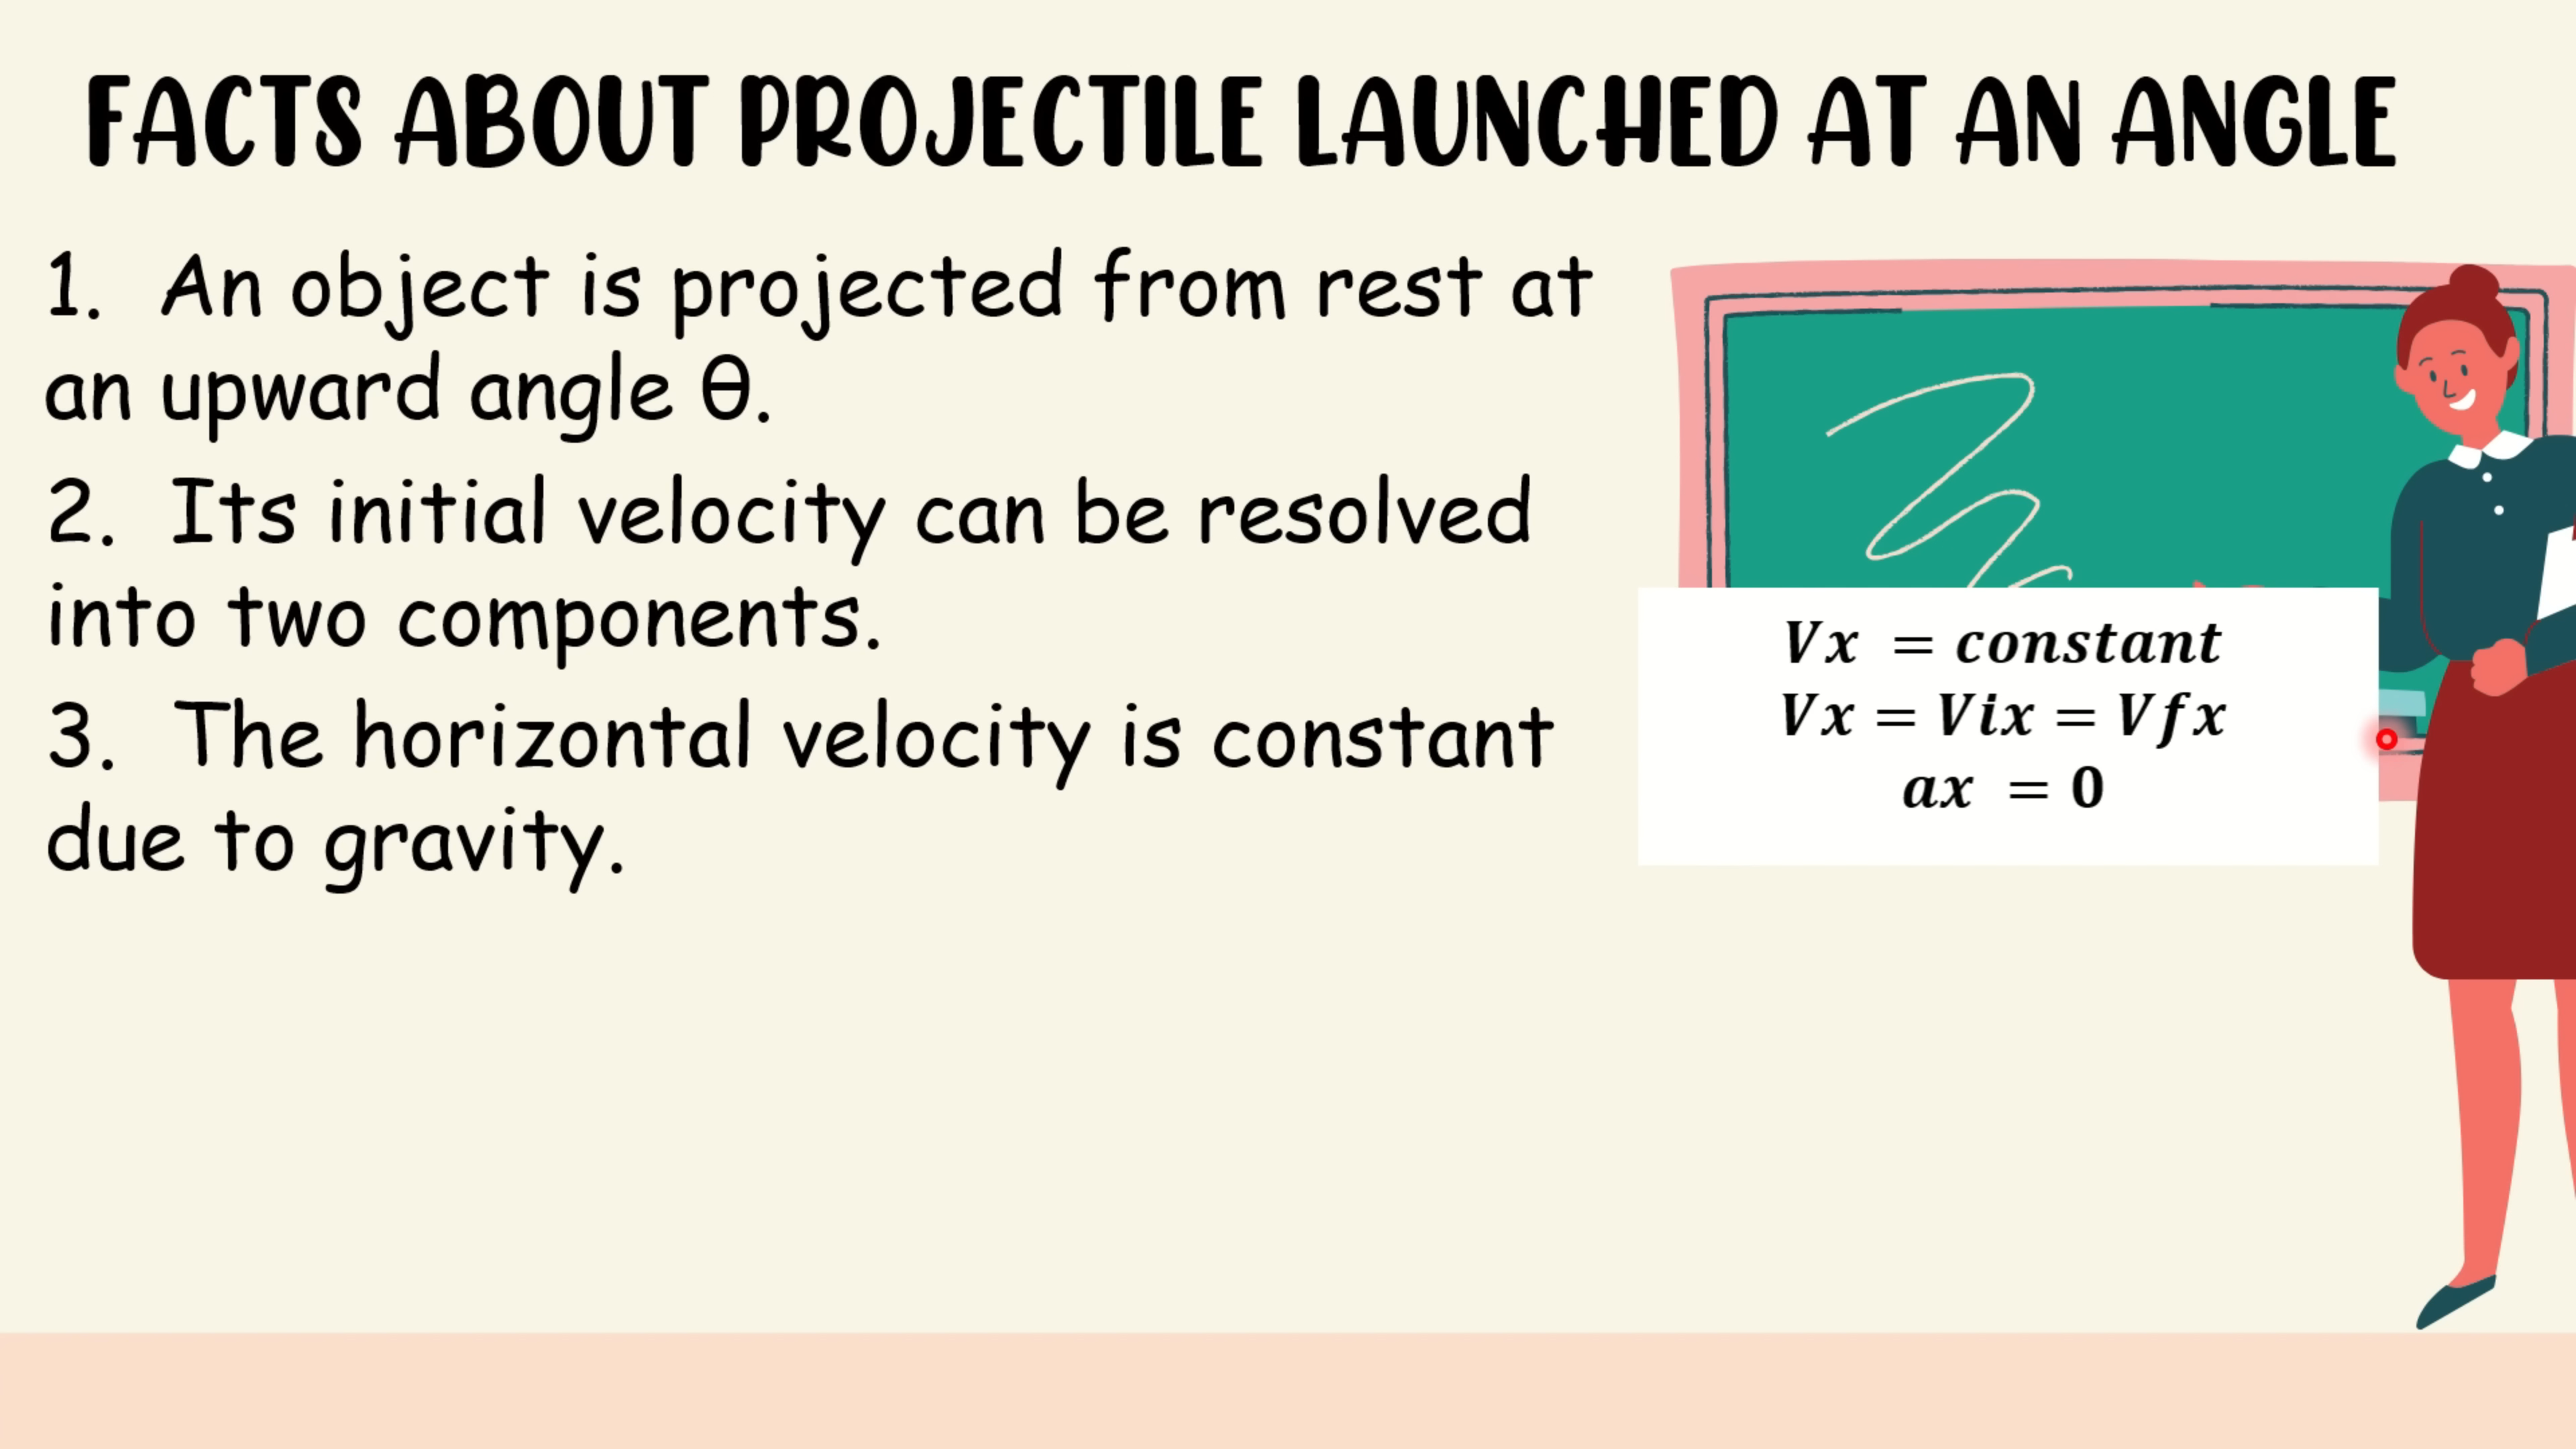 FACTS ABOUT PROJECTILE LAUNCHED AT AN ANGLE
1. An object is projected from rest at
an upward angle θ.
2. Its initial velocity can be resolved
into two components.
3. The horizontal velocity is constant
due to gravity.
Vx = constant
Vx = Vix = Vfx
ax = 0